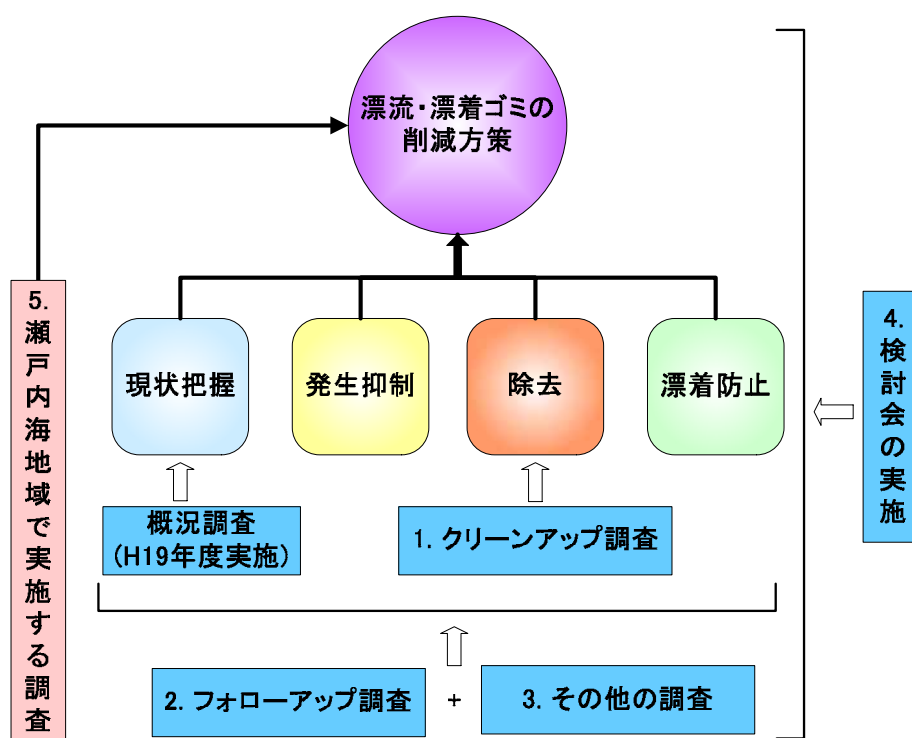 漂流・漂着ゴミの
削減方策
5.瀬戸内海地域で実施する調査
現状把握
発生抑制
除去
漂着防止
4.検討会の実施
概況調査
(H19年度実施)
1. クリーンアップ調査
2. フォローアップ調査
+
3. その他の調査